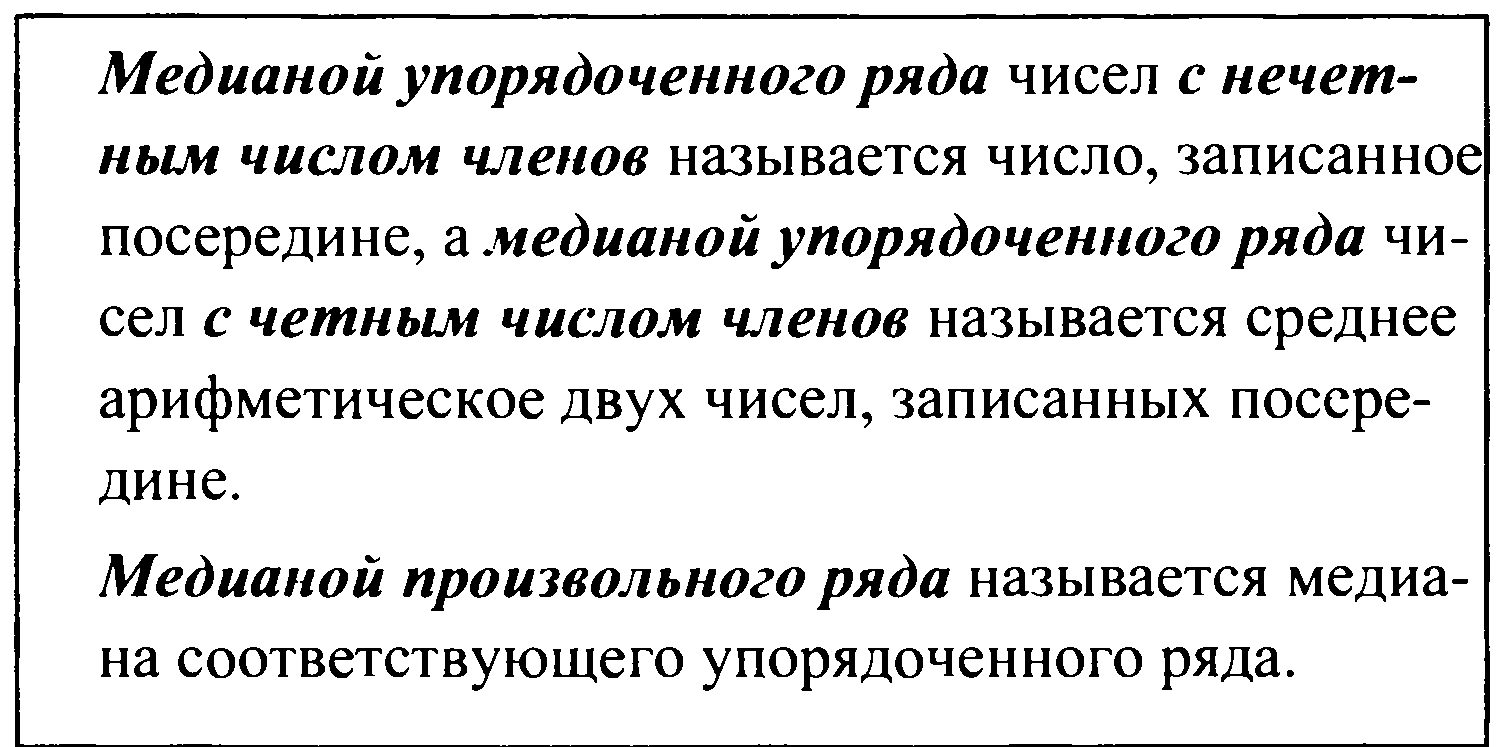 Медианой упорядоченного ряда чисел с нечет-
ным числом членов называется число, записанное
посередине, а медианой упорядоченного ряда чи-
сел с четным числом членов называется среднее
арифметическое двух чисел, записанных посере-
дине.
Медианой произвольного ряда называется медиа-
на соответствующего упорядоченного ряда.